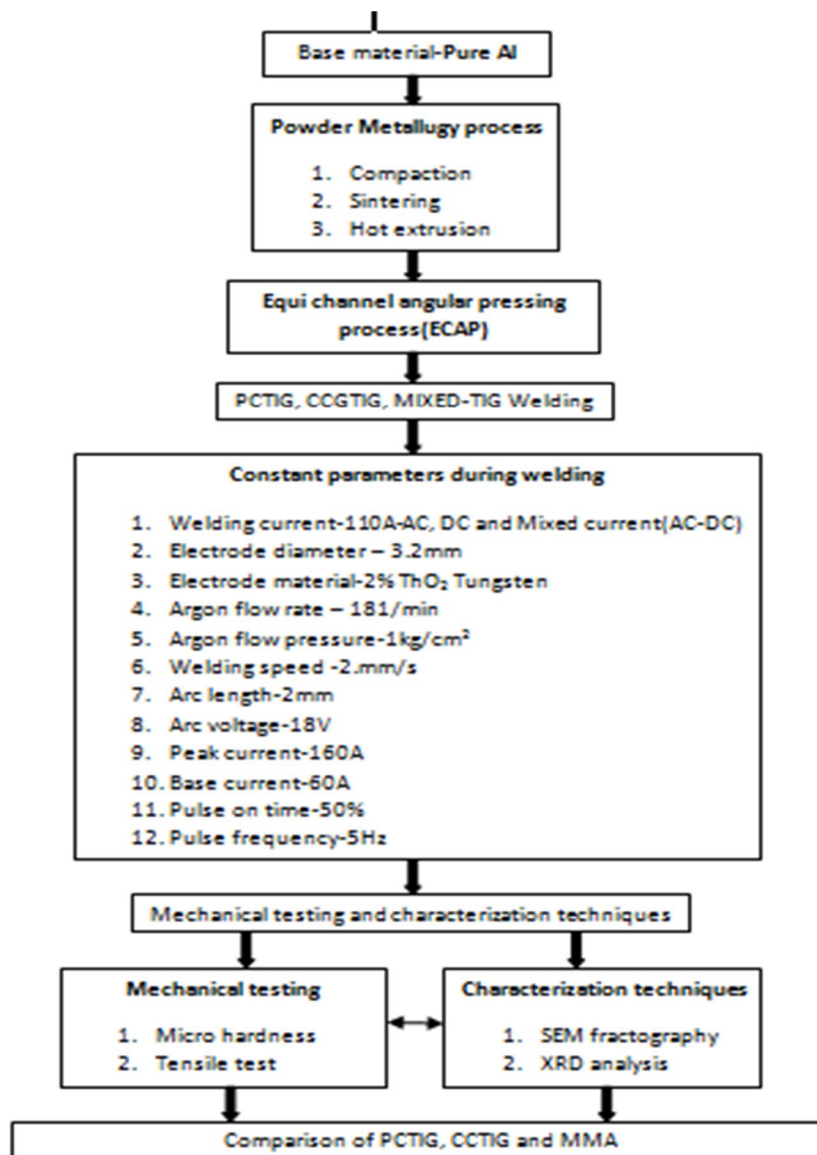 Base material-Pure Al
Powder Metallugy process
1. Compaction
2. Sintering
3. Hot extrusion
Equi channel angular pressing
process(ECAP)
PCTIG, CCGTIG, MIXED-TIG Welding
Constant parameters during welding
1. Welding current-110A-AC, DC and Mixed current(AC-DC)
2. Electrode diameter – 3.2mm
3. Electrode material-2% ThO₂ Tungsten
4. Argon flow rate – 181/min
5. Argon flow pressure-1kg/cm²
6. Welding speed -2.mm/s
7. Arc length-2mm
8. Arc voltage-18V
9. Peak current-160A
10. Base current-60A
11. Pulse on time-50%
12. Pulse frequency-5Hz
Mechanical testing and characterization techniques
Mechanical testing
1. Micro hardness
2. Tensile test
Characterization techniques
1. SEM fractography
2. XRD analysis
Comparison of PCTIG, CCTIG and MMA